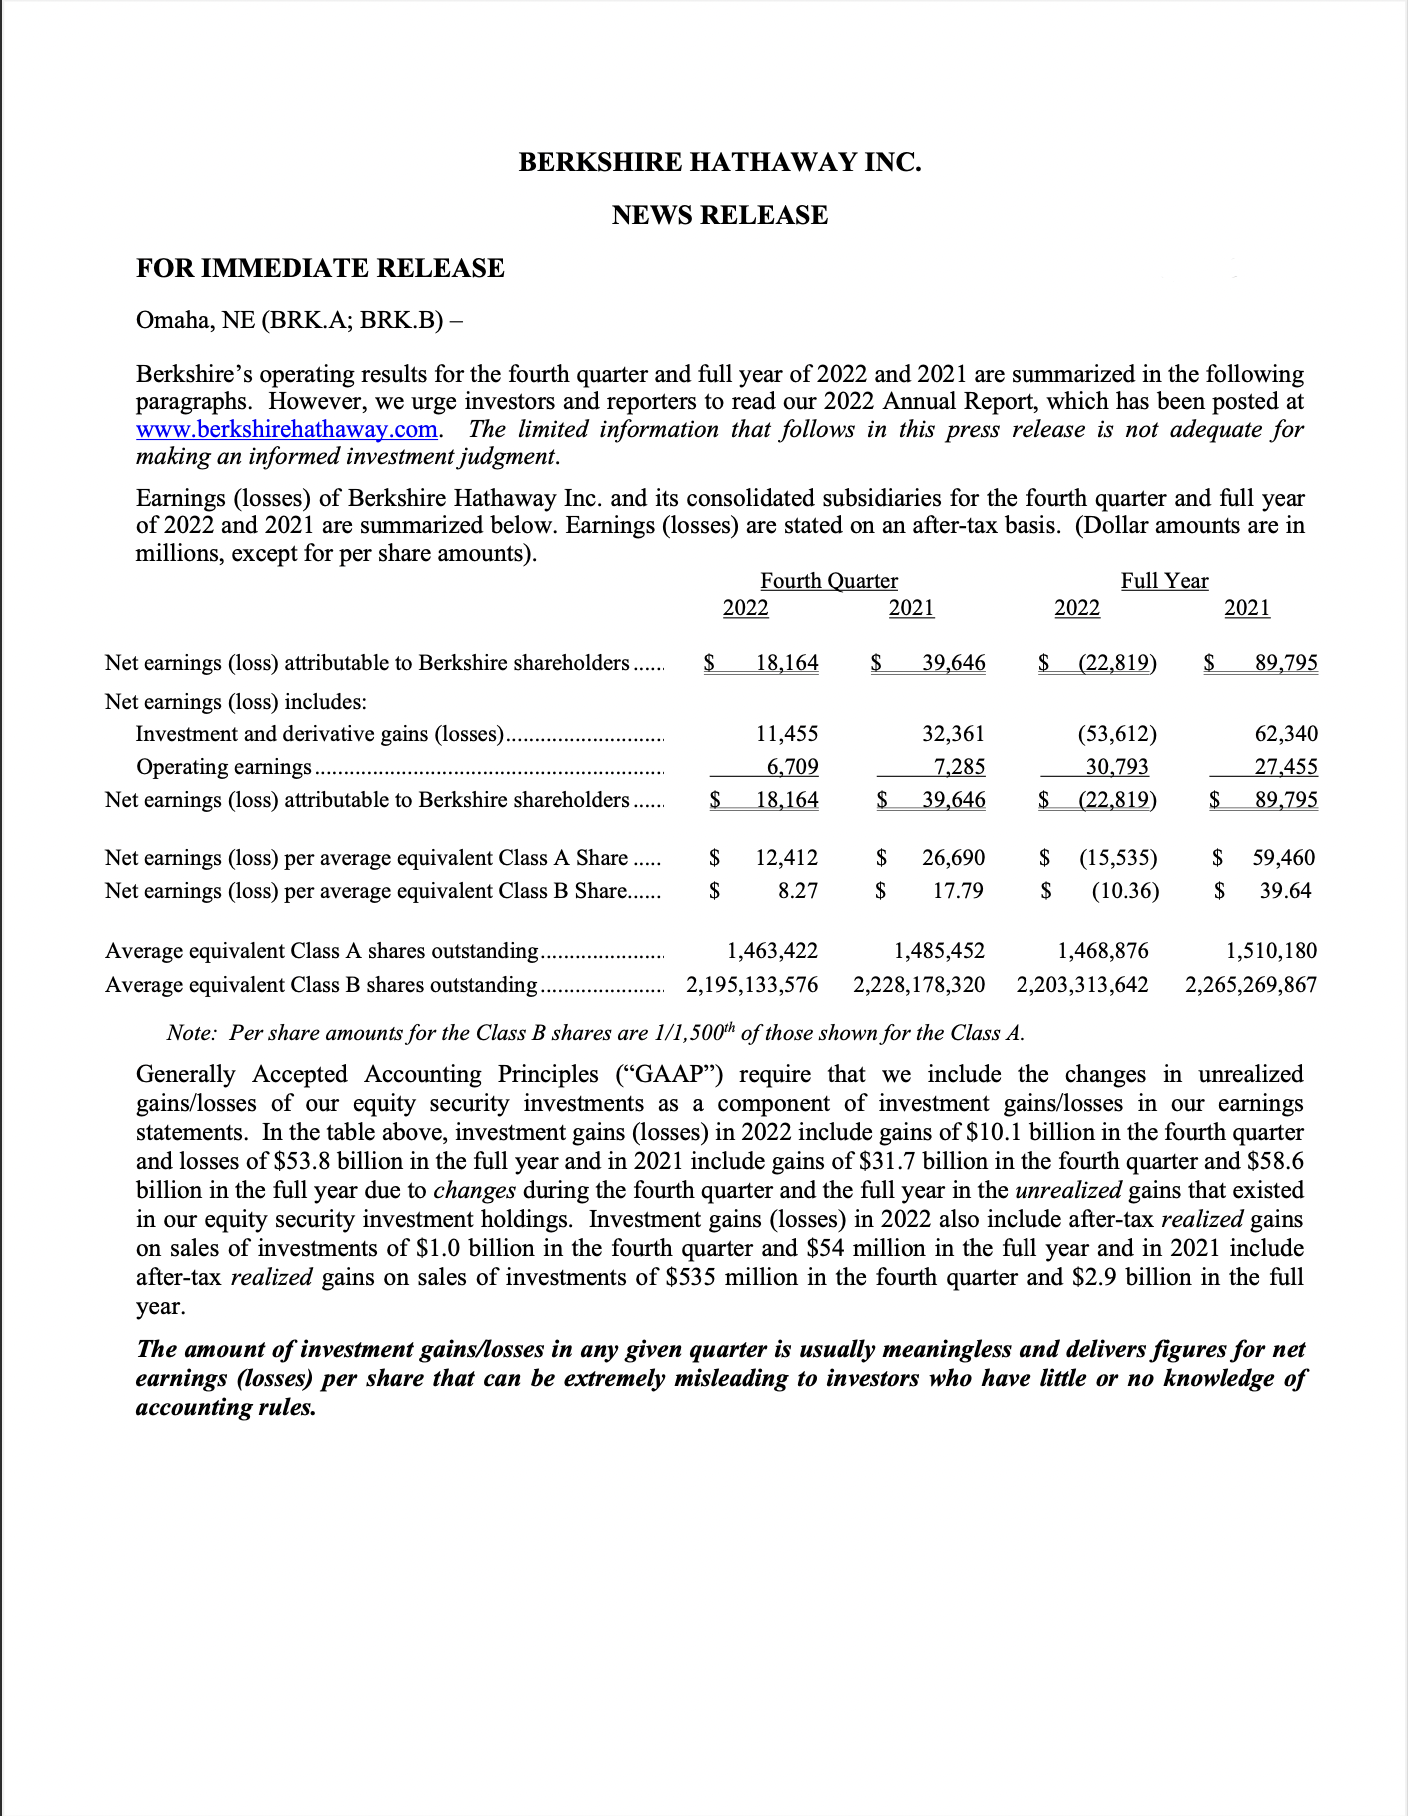 BERKSHIRE HATHAWAY INC.
NEWS RELEASE
FOR IMMEDIATE RELEASE
Omaha, NE (BRK.A; BRK.B) –
Berkshire’s operating results for the fourth quarter and full year of 2022 and 2021 are summarized in the following
paragraphs. However, we urge investors and reporters to read our 2022 Annual Report, which has been posted at
www.berkshirehathaway.com. The limited information that follows in this press release is not adequate for
making an informed investment judgment.
Earnings (losses) of Berkshire Hathaway Inc. and its consolidated subsidiaries for the fourth quarter and full year
of 2022 and 2021 are summarized below. Earnings (losses) are stated on an after-tax basis. (Dollar amounts are in
millions, except for per share amounts).
Fourth Quarter Full Year
2022 2021 2022 2021
Net earnings (loss) attributable to Berkshire shareholders ...... $ 18,164 $ 39,646 $ (22,819) $ 89,795
Net earnings (loss) includes:
Investment and derivative gains (losses)........................... 11,455 32,361 (53,612) 62,340
Operating earnings ............................................................ 6,709 7,285 30,793 27,455
Net earnings (loss) attributable to Berkshire shareholders ...... $ 18,164 $ 39,646 $ (22,819) $ 89,795
Net earnings (loss) per average equivalent Class A Share ..... $ 12,412 $ 26,690 $ (15,535) $ 59,460
Net earnings (loss) per average equivalent Class B Share...... $ 8.27 $ 17.79 $ (10.36) $ 39.64
Average equivalent Class A shares outstanding ..................... 1,463,422 1,485,452 1,468,876 1,510,180
Average equivalent Class B shares outstanding ..................... 2,195,133,576 2,228,178,320 2,203,313,642 2,265,269,867
Note: Per share amounts for the Class B shares are 1/1,500th of those shown for the Class A.
Generally Accepted Accounting Principles (“GAAP”) require that we include the changes in unrealized
gains/losses of our equity security investments as a component of investment gains/losses in our earnings
statements. In the table above, investment gains (losses) in 2022 include gains of $10.1 billion in the fourth quarter
and losses of $53.8 billion in the full year and in 2021 include gains of $31.7 billion in the fourth quarter and $58.6
billion in the full year due to changes during the fourth quarter and the full year in the unrealized gains that existed
in our equity security investment holdings. Investment gains (losses) in 2022 also include after-tax realized gains
on sales of investments of $1.0 billion in the fourth quarter and $54 million in the full year and in 2021 include
after-tax realized gains on sales of investments of $535 million in the fourth quarter and $2.9 billion in the full
year.
The amount of investment gains/losses in any given quarter is usually meaningless and delivers figures for net
earnings (losses) per share that can be extremely misleading to investors who have little or no knowledge of
accounting rules.